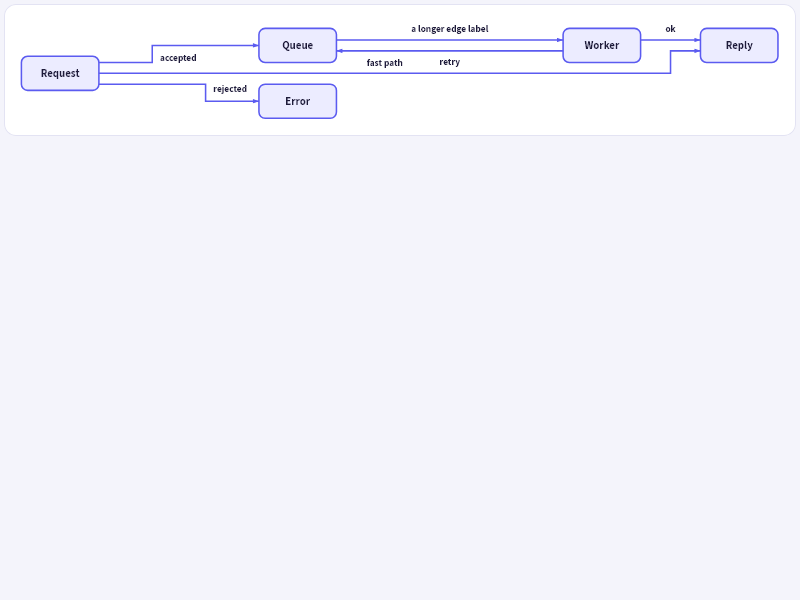 a longer edge label
ok
Queue
Worker
Reply
accepted
fast path
retry
Request
rejected
Error